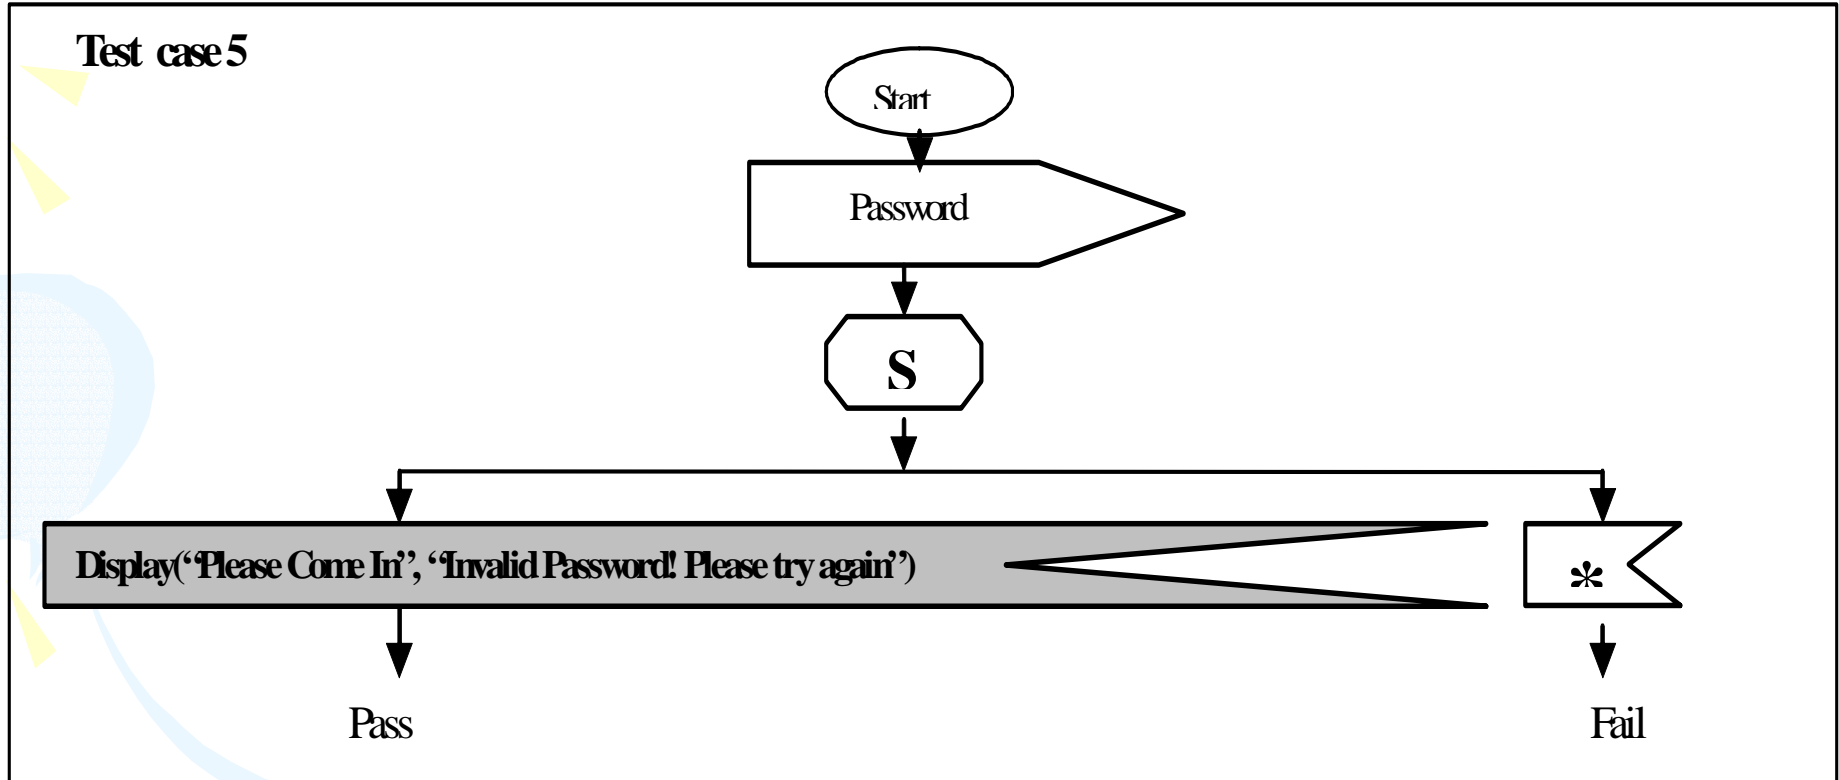 Test case 5
Start
Password
S
Display(“Please Come In”, “Invalid Password! Please try again”)
*
Pass
Fail